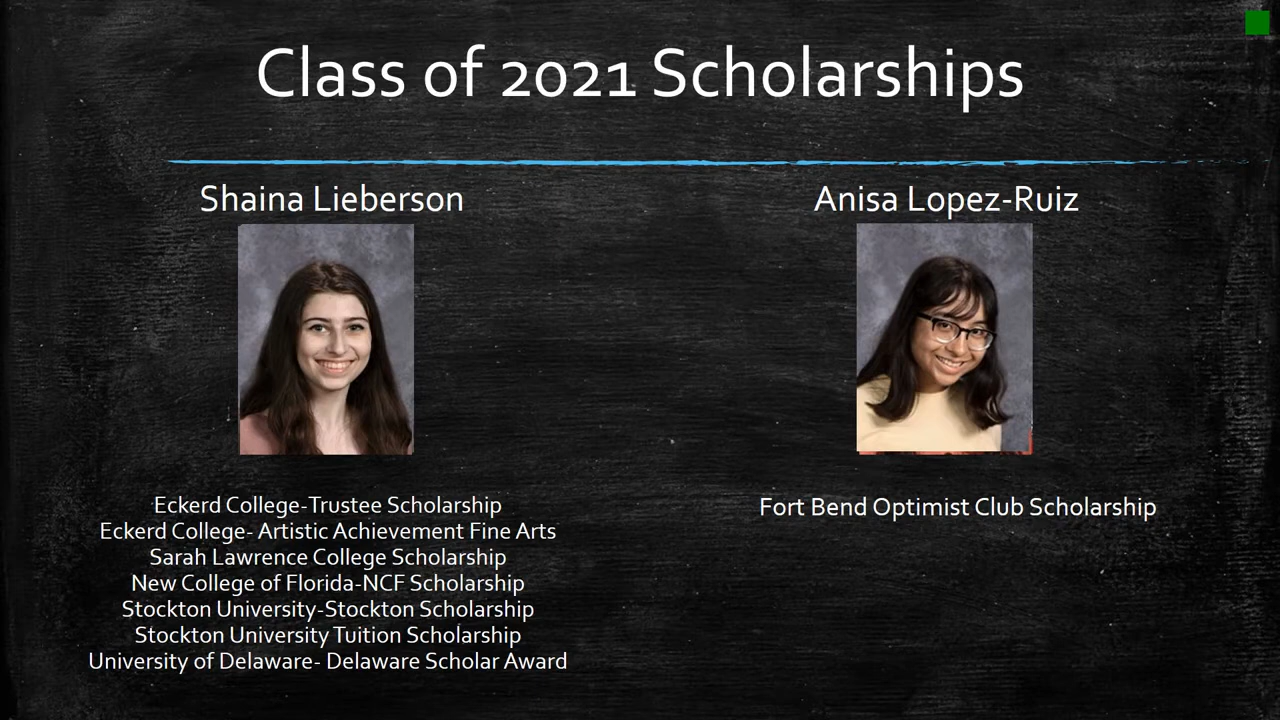 Class of 2021 Scholarships
Shaina Lieberson
Eckerd College-Trustee Scholarship
Eckerd College- Artistic Achievement Fine Arts
Sarah Lawrence College Scholarship
New College of Florida-NCF Scholarship
Stockton University-Stockton Scholarship
Stockton University Tuition Scholarship
University of Delaware- Delaware Scholar Award
Anisa Lopez-Ruiz
Fort Bend Optimist Club Scholarship